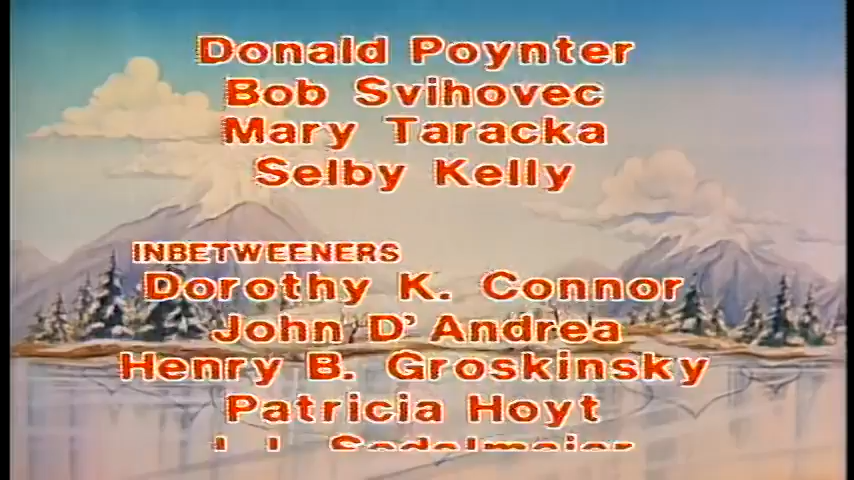 Donald Poynter
Bob Svihovec
Mary Taracka
Selby Kelly
INBETWEENERS
Dorothy K. Connor
John D'Andrea
Henry B. Groskinsky
Patricia Hoyt